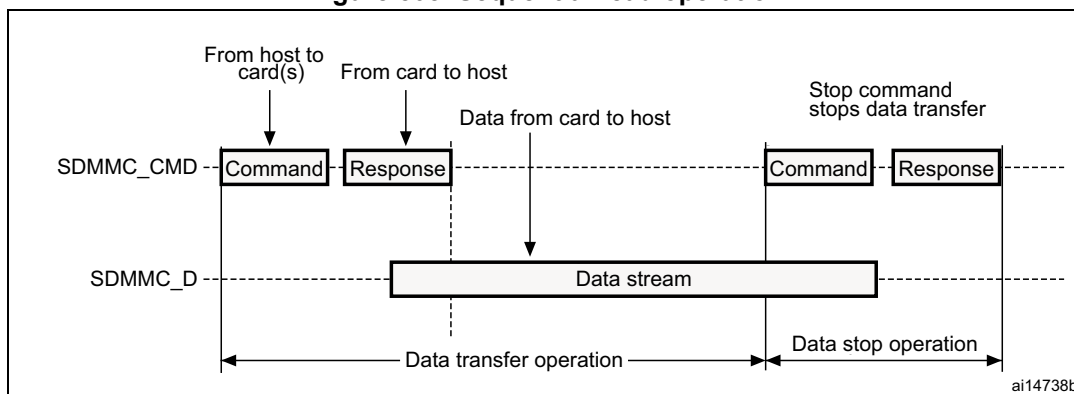 From host to
card(s)
From card to host
Data from card to host
Stop command
stops data transfer
SDMMC_CMD
Command
Response
Command
Response
SDMMC_D
Data stream
Data transfer operation
Data stop operation
ai14738b